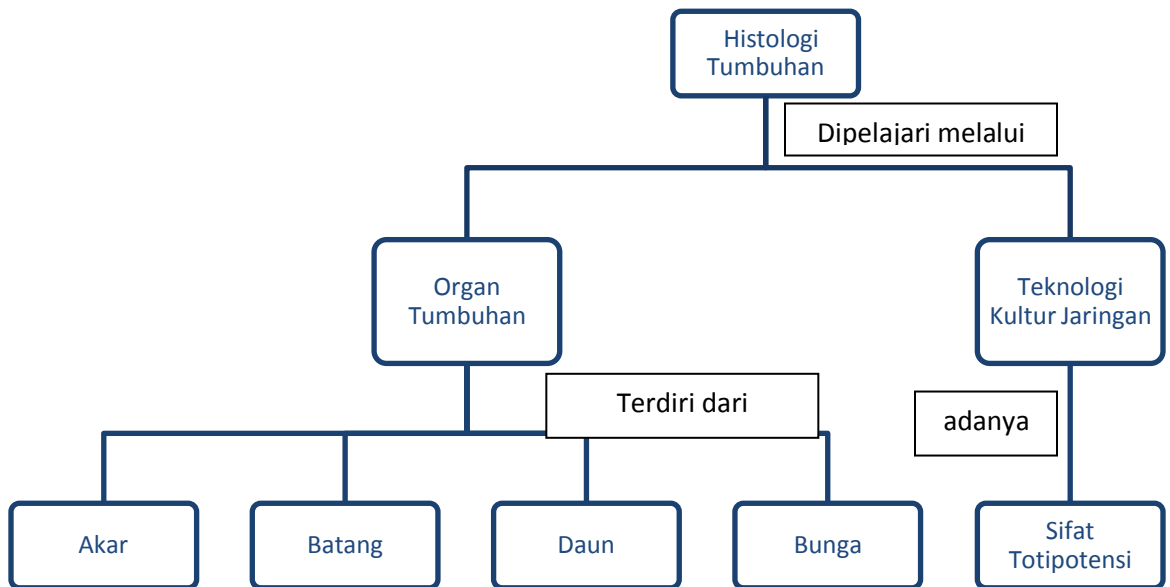 Histologi
Tumbuhan
Dipelajari melalui
Organ
Tumbuhan
Teknologi
Kultur Jaringan
Terdiri dari
adanya
Akar
Batang
Daun
Bunga
Sifat
Totipotensi